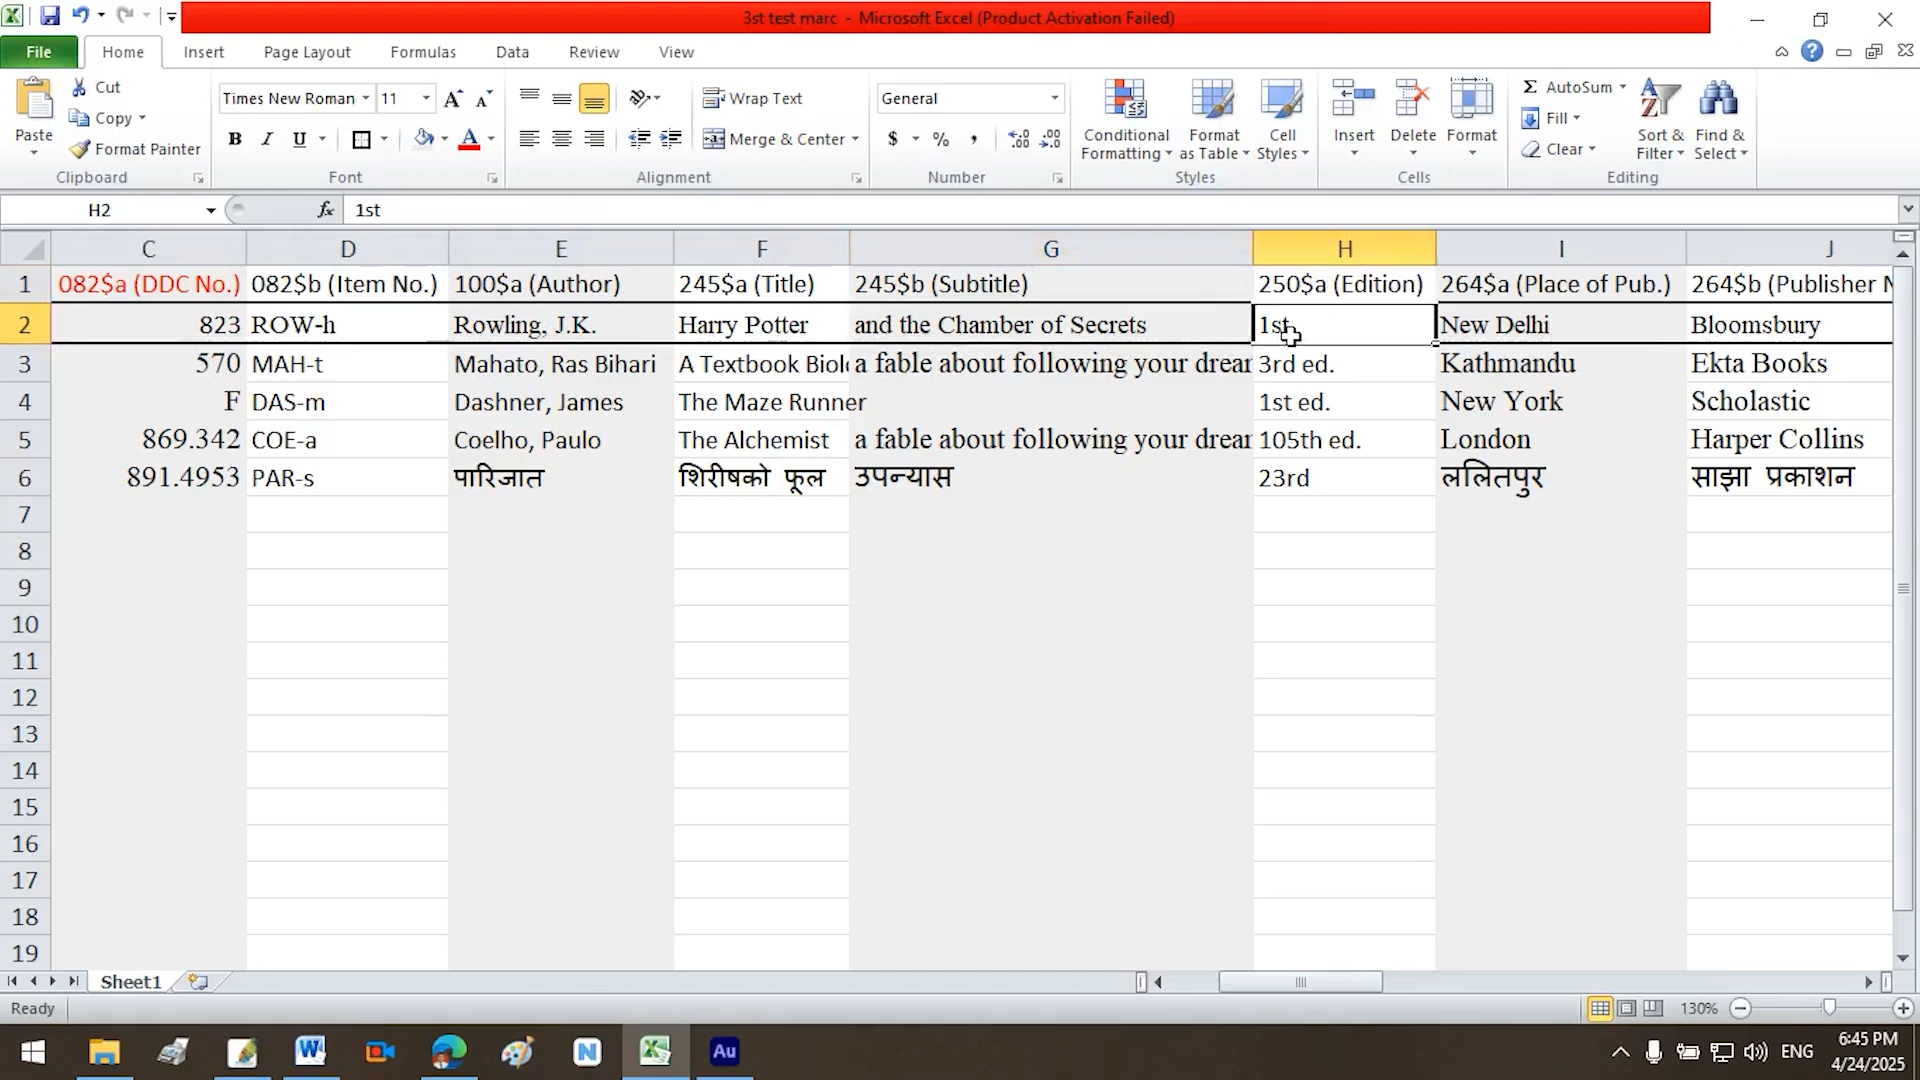 3st test marc - Microsoft Excel (Product Activation Failed)
File Home Insert Page Layout Formulas Data Review View
Paste
Cut
Copy
Format Painter
Clipboard
Times New Roman 11
B I U A
Font
Wrap Text
Merge & Center
Alignment
General
$ % ,
Number
Conditional Formatting
Format as Table
Cell Styles
Styles
Insert Delete Format
Cells
Σ AutoSum
Fill
Clear
Sort & Filter
Find & Select
Editing
H2 fx 1st
C D E F G H I J
1 082$a (DDC No.) 082$b (Item No.) 100$a (Author) 245$a (Title) 245$b (Subtitle) 250$a (Edition) 264$a (Place of Pub.) 264$b (Publisher N
2 823 ROW-h Rowling, J.K. Harry Potter and the Chamber of Secrets 1st New Delhi Bloomsbury
3 570 MAH-t Mahato, Ras Bihari A Textbook Biol a fable about following your drear 3rd ed. Kathmandu Ekta Books
4 F DAS-m Dashner, James The Maze Runner 1st ed. New York Scholastic
5 869.342 COE-a Coelho, Paulo The Alchemist a fable about following your drear 105th ed. London Harper Collins
6 891.4953 PAR-s पारिजात शिरीषको फूल उपन्यास 23rd ललितपुर साझा प्रकाशन
7
8
9
10
11
12
13
14
15
16
17
18
19
Sheet1
Ready 130%
W N X Au ENG 6:45 PM
4/24/2025